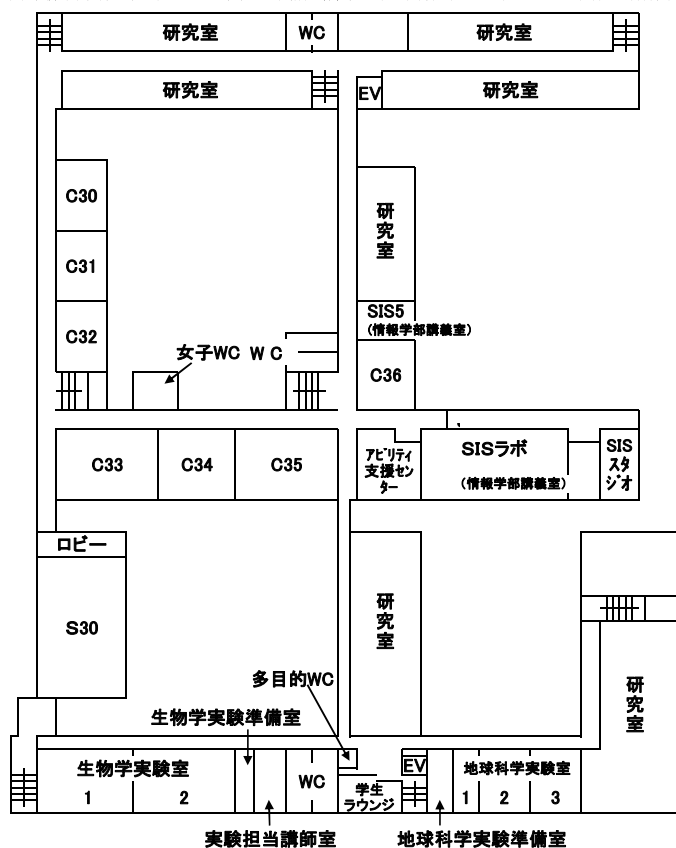 研究室
WC
研究室
研究室
EV
研究室
C30
研究室
C31
SIS5
(情報学部講義室)
C32
女子WC
WC
C36
C33
C34
C35
アビリティ
支援セン
ター
SISラボ
(情報学部講義室)
SIS
スタ
ジオ
ロビー
S30
研究室
研究室
多目的WC
生物学実験準備室
生物学実験室
1
2
WC
学生
ラウンジ
EV
地球科学実験室
1
2
3
実験担当講師室
地球科学実験準備室